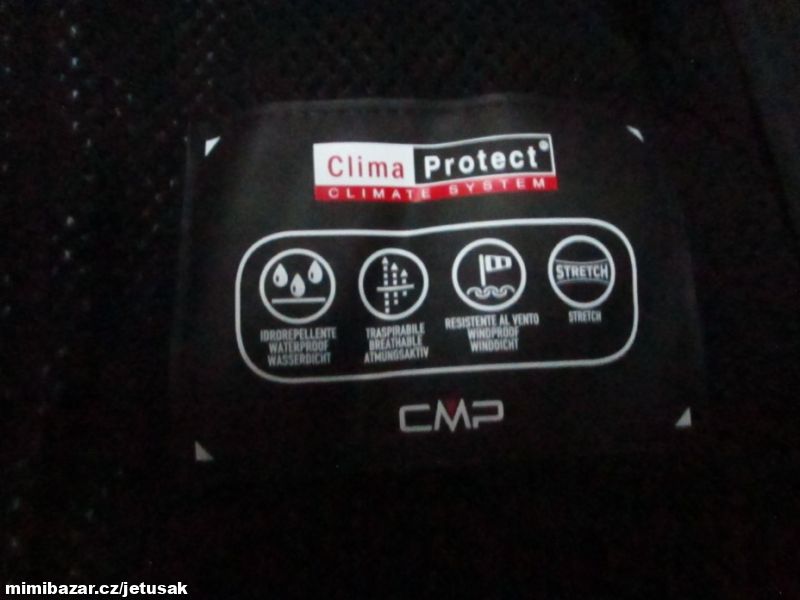 Clima Protect®
CLIMATE SYSTEM
STRETCH
IDROREPELLENTE
WATERPROOF
WASSERDICHT
TRASPIRABILE
BREATHABLE
ATMUNGSAKTIV
RESISTENTE AL VENTO
WINDPROOF
WINDDICHT
STRETCH
CMP
mimibazar.cz/jetusak